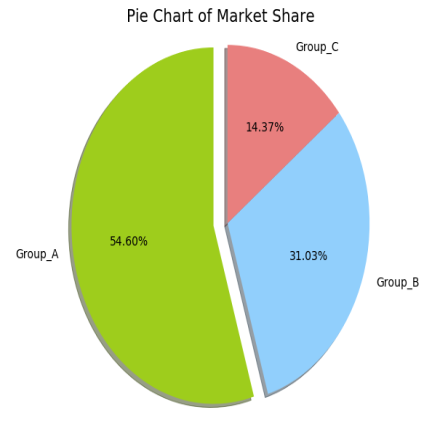 Pie Chart of Market Share
Group_C
14.37%
54.60%
31.03%
Group_A
Group_B